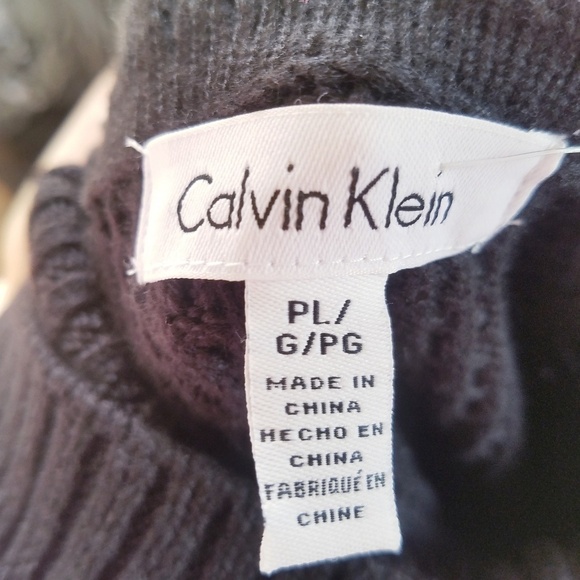 Calvin Klein
PL/
G/PG
MADE IN
CHINA
HECHO EN
CHINA
FABRIQUÉ EN
CHINE